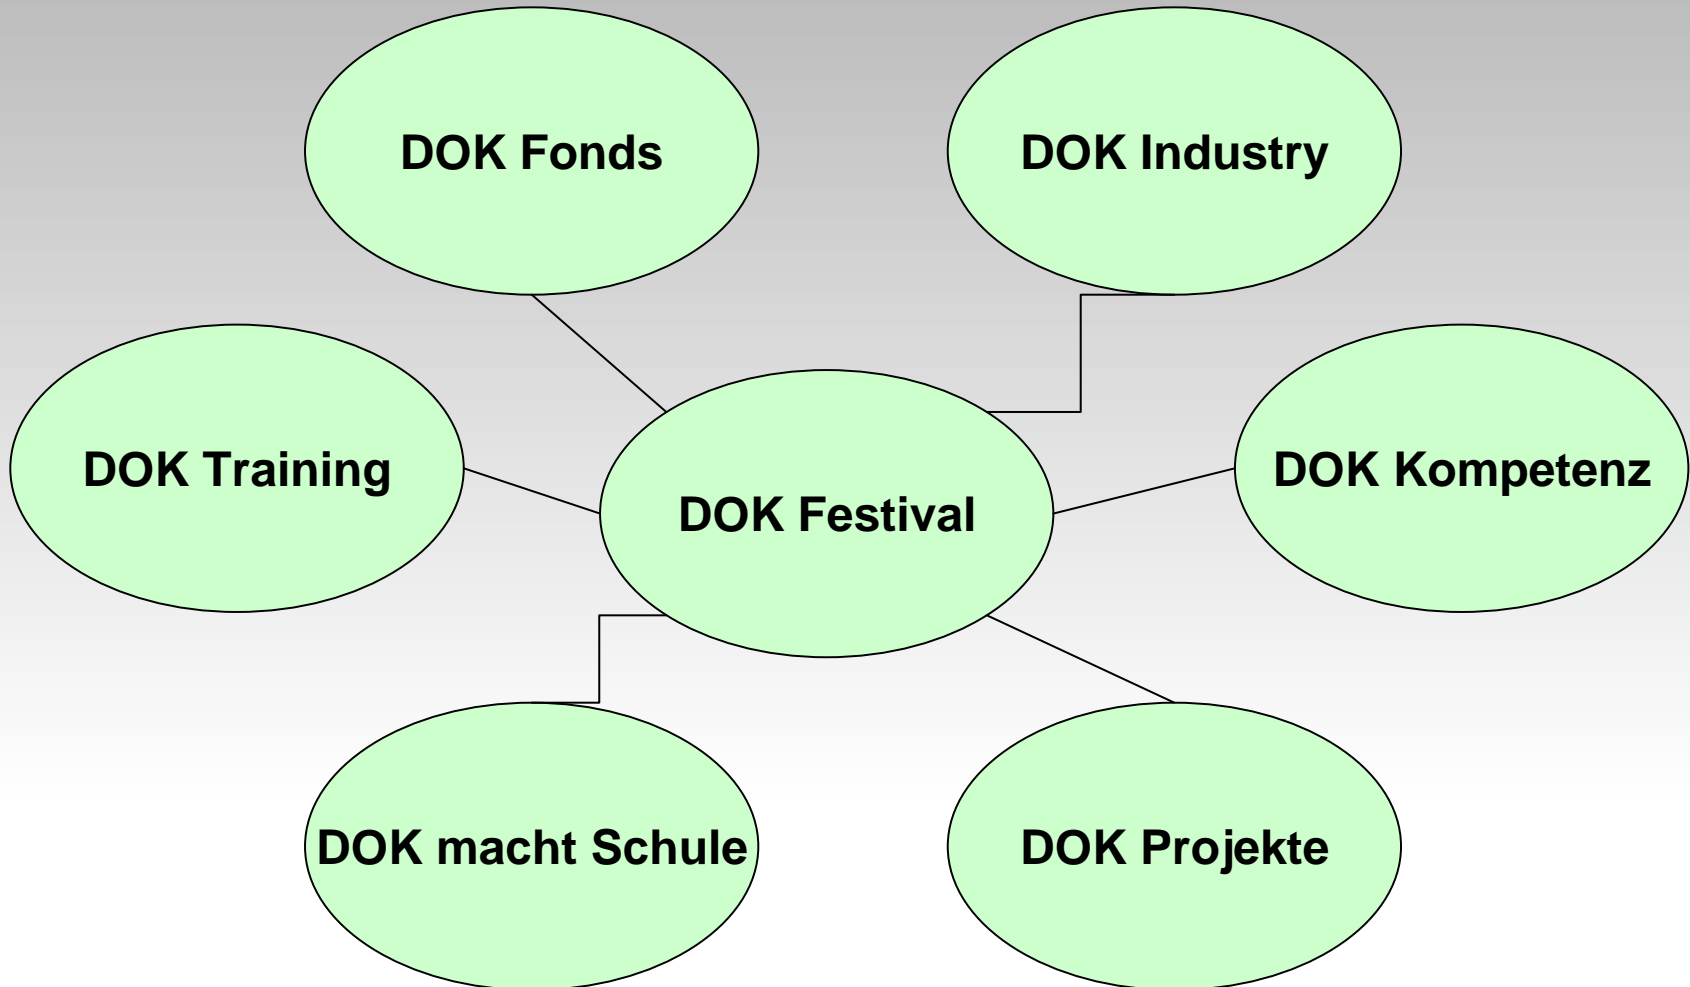 DOK Fonds
DOK Industry
DOK Training
DOK Kompetenz
DOK Festival
DOK macht Schule
DOK Projekte